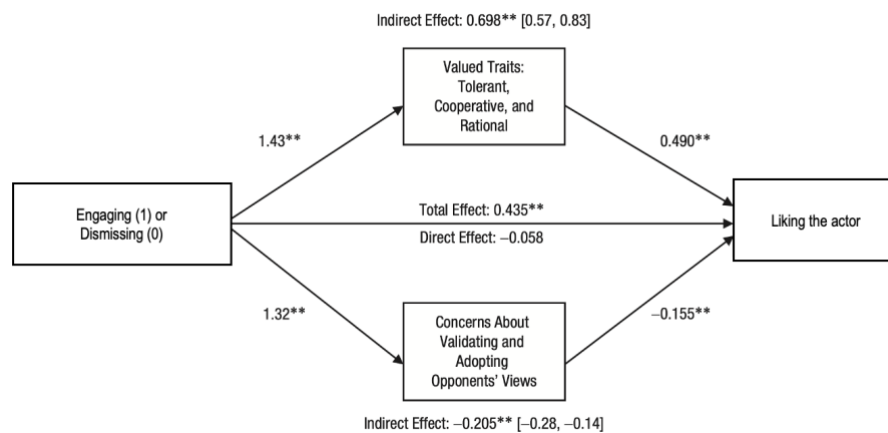 Indirect Effect: 0.698** [0.57, 0.83]
Valued Traits:
Tolerant,
Cooperative, and
Rational
1.43**
0.490**
Engaging (1) or
Dismissing (0)
Total Effect: 0.435**
Direct Effect: –0.058
Liking the actor
1.32**
–0.155**
Concerns About
Validating and
Adopting
Opponents’ Views
Indirect Effect: –0.205** [–0.28, –0.14]